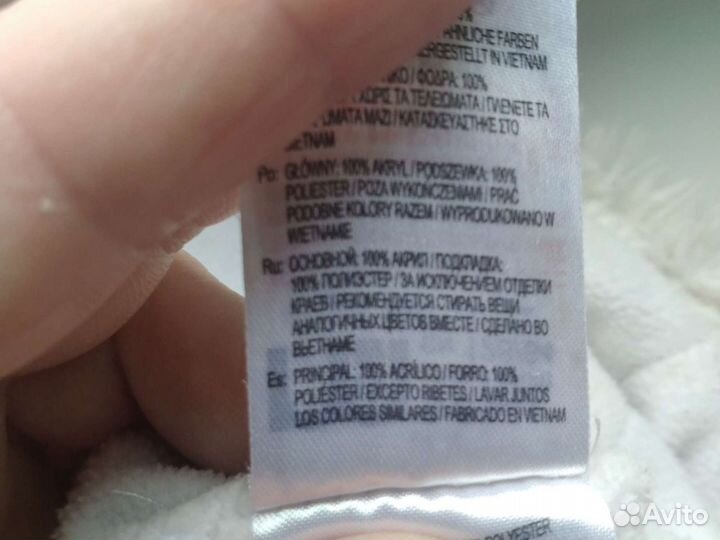 ÄHNLICHE FARBEN
HERGESTELLT IN VIETNAM
ΦΟΔΡΑ: 100%
ΧΩΡΙΣ ΤΑ ΤΕΛΕΙΩΜΑΤΑ / ΠΛΕΝΕΤΕ ΤΑ
ΜΑΖΙ / ΚΑΤΑΣΚΕΥΑΣΤΗΚΕ ΣΤΟ
Po: GŁÓWNY: 100% AKRYL / PODSZEWKA: 100%
POLIESTER / POZA WYKOŃCZENIAMI / PRAĆ
PODOBNE KOLORY RAZEM / WYPRODUKOWANO W
WIETNAMIE
Ru: ОСНОВНОЙ: 100% АКРИЛ / ПОДКЛАДКА:
100% ПОЛИЭСТЕР / ЗА ИСКЛЮЧЕНИЕМ ОТДЕЛКИ
КРАЕВ / РЕКОМЕНДУЕТСЯ СТИРАТЬ ВЕЩИ
АНАЛОГИЧНЫХ ЦВЕТОВ ВМЕСТЕ / СДЕЛАНО ВО
ВЬЕТНАМЕ
Es: PRINCIPAL: 100% ACRÍLICO / FORRO: 100%
POLIÉSTER / EXCEPTO RIBETES / LAVAR JUNTOS
LOS COLORES SIMILARES / FABRICADO EN VIETNAM
POLYESTER
Avito